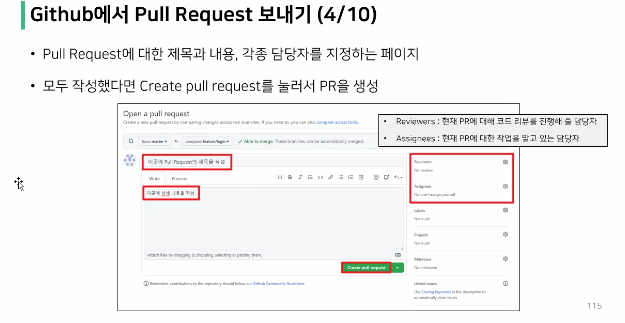 Github에서 Pull Request 보내기 (4/10)
• Pull Request에 대한 제목과 내용, 각종 담당자를 지정하는 페이지
• 모두 작성했다면 Create pull request를 눌러서 PR을 생성
Open a pull request
Create a new pull request by comparing changes across two branches. If you need to, you can also compare across forks.
base: master
compare: feature/login
Able to merge. These branches can be automatically merged.
• Reviewers : 현재 PR에 대해 코드 리뷰를 진행해 줄 담당자
• Assignees : 현재 PR에 대한 작업을 맡고 있는 담당자
이곳에 Pull Request의 제목을 작성
Write Preview
이곳에 상세 내용을 작성
Attach files by dragging & dropping, selecting or pasting them.
Create pull request
Remember, contributions to this repository should follow our GitHub Community Guidelines.
Reviewers
No reviews
Assignees
No one—assign yourself
Labels
None yet
Projects
None yet
Milestone
No milestone
Linked issues
Use Closing keywords in the description to
automatically close issues
115